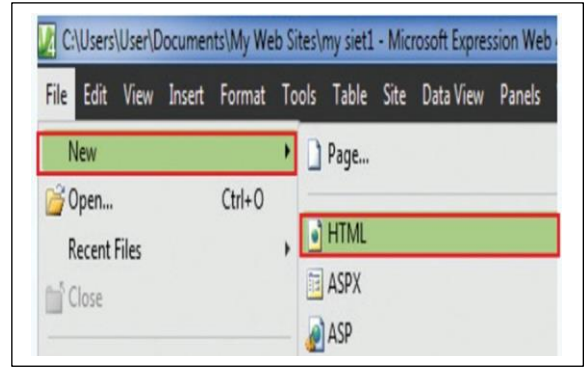 C:\Users\User\Documents\My Web Sites\my siet1 - Microsoft Expression Web 4
File Edit View Insert Format Tools Table Site Data View Panels
New
Page...
Open... Ctrl+O
HTML
Recent Files
ASPX
Close
ASP